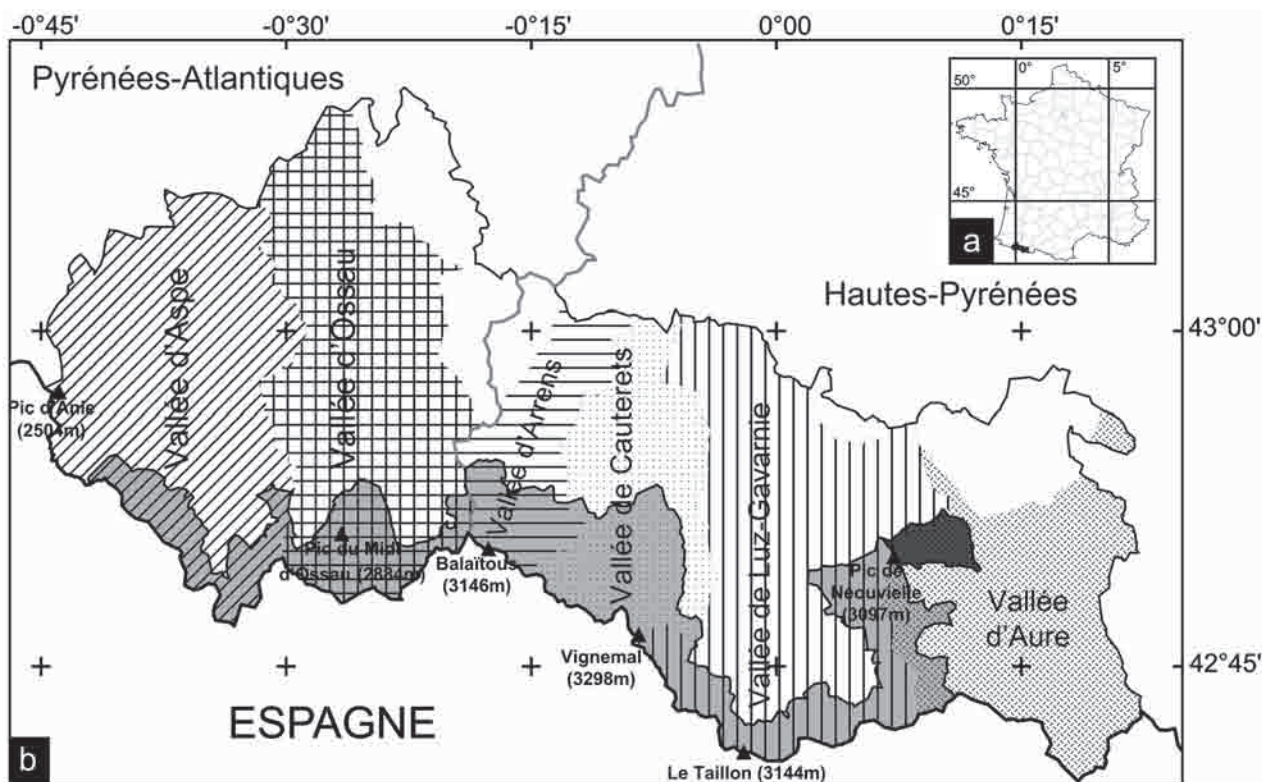 -0°45'
-0°30'
-0°15'
0°00'
0°15'
Pyrénées-Atlantiques
0°
5°
50°
45°
a
Hautes-Pyrénées
43°00'
Vallée d'Aspe
Vallée d'Ossau
Vallée d'Arrens
Vallée de Cauterets
Vallée de Luz-Gavarnie
Pic d'Anie
(2504m)
Pic du Midi
d'Ossau (2884m)
Balaïtous
(3146m)
Pic de
Néouvielle
(3097m)
Vallée
d'Aure
Vignemal
(3298m)
42°45'
ESPAGNE
b
Le Taillon (3144m)